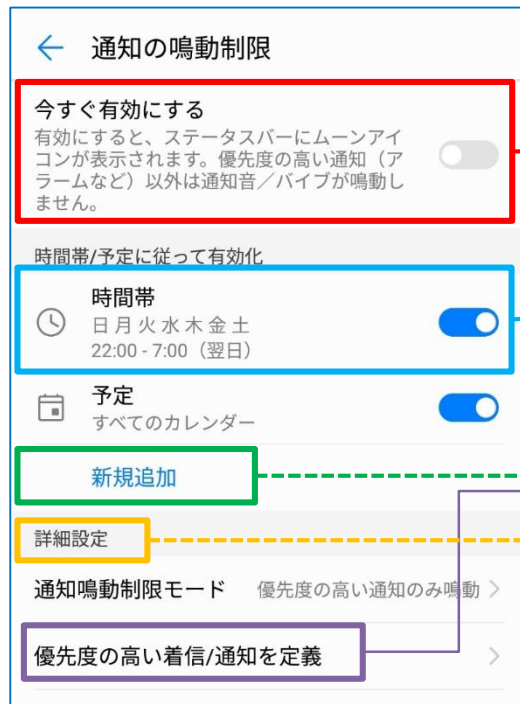 通知の鳴動制限
今すぐ有効にする
有効にすると、ステータスバーにムーンアイ
コンが表示されます。優先度の高い通知（ア
ラームなど）以外は通知音／バイブが鳴動し
ません。
時間帯/予定に従って有効化
時間帯
日 月 火 水 木 金 土
22:00 - 7:00（翌日）
予定
すべてのカレンダー
新規追加
詳細設定
通知鳴動制限モード 優先度の高い通知のみ鳴動
優先度の高い着信/通知を定義